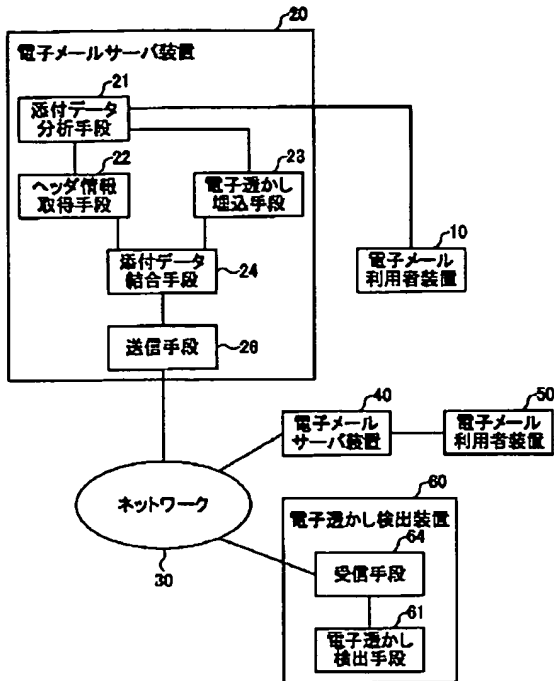 20
電子メールサーバ装置
21
添付データ
分析手段
22
ヘッダ情報
取得手段
23
電子透かし
埋込手段
添付データ
結合手段
24
送信手段
26
10
電子メール
利用者装置
40
電子メール
サーバ装置
50
電子メール
利用者装置
ネットワーク
30
60
電子透かし検出装置
64
受信手段
61
電子透かし
検出手段